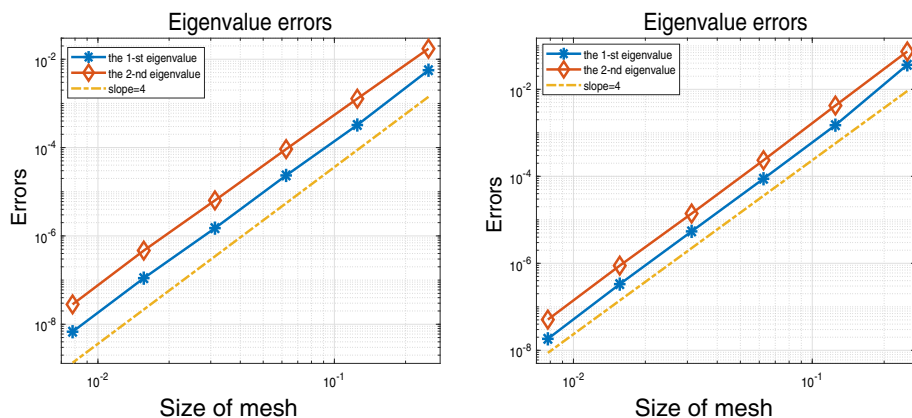 Eigenvalue errors
the 1-st eigenvalue
the 2-nd eigenvalue
slope=4
10^-2
10^-4
10^-6
10^-8
Errors
10^-2
10^-1
Size of mesh
Eigenvalue errors
the 1-st eigenvalue
the 2-nd eigenvalue
slope=4
10^-2
10^-4
10^-6
10^-8
Errors
10^-2
10^-1
Size of mesh